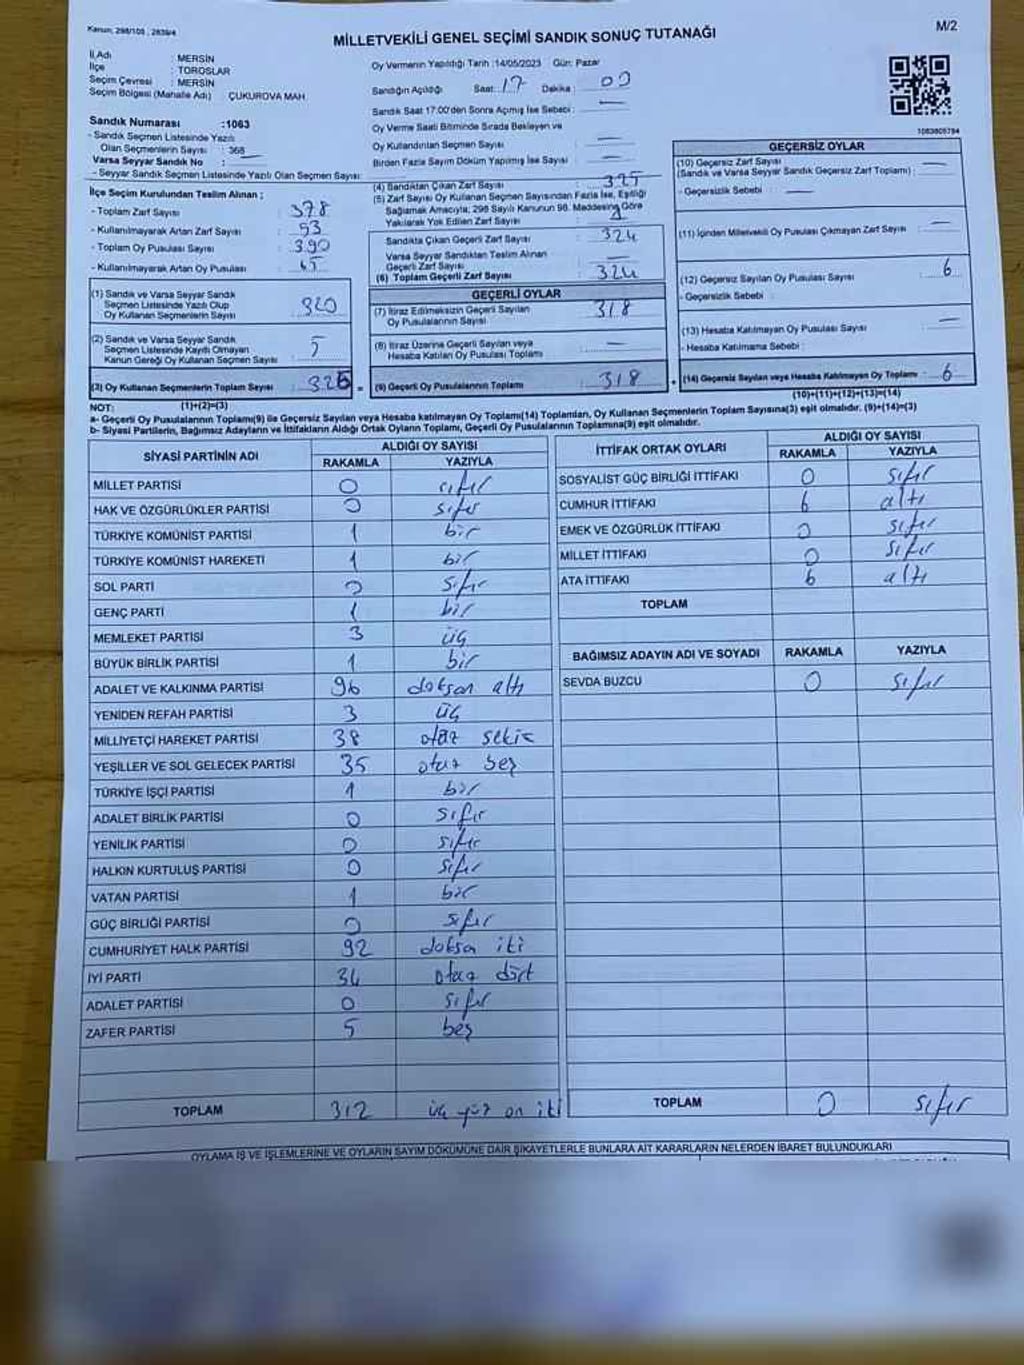 Kanun, 298/105, 2839/4
MİLLETVEKİLİ GENEL SEÇİMİ SANDIK SONUÇ TUTANAĞI
M/2
İl Adı : MERSİN
İlçe : TOROSLAR
Seçim Çevresi : MERSİN
Seçim Bölgesi (Mahalle Adı) ÇUKUROVA MAH.
Sandık Numarası :1063
- Sandık Seçmen Listesinde Yazılı
Olan Seçmenlerin Sayısı : 368
Varsa Seyyar Sandık No : —
- Seyyar Sandık Seçmen Listesinde Yazılı Olan Seçmen Sayısı:
Oy Vermenin Yapıldığı Tarih :14/05/2023 Gün: Pazar
Sandığın Açıldığı Saat: 17 Dakika : 00
Sandık Saat 17:00'den Sonra Açılmış İse Sebebi : —
Oy Verme Saati Bitiminde Sırada Bekleyen ve
Oy Kullandırılan Seçmen Sayısı : —
Birden Fazla Sayım Döküm Yapılmış İse Sayısı : —
1063605784
İlçe Seçim Kurulundan Teslim Alınan ;
- Toplam Zarf Sayısı : 378
- Kullanılmayarak Artan Zarf Sayısı : 53
- Toplam Oy Pusulası Sayısı : 390
- Kullanılmayarak Artan Oy Pusulası : 65
(4) Sandıktan Çıkan Zarf Sayısı : 325
(5) Zarf Sayısı Oy Kullanan Seçmen Sayısından Fazla İse, Eşitliği
Sağlamak Amacıyla, 298 Sayılı Kanunun 98. Maddesine Göre
Yakılarak Yok Edilen Zarf Sayısı : 1
Sandıkta Çıkan Geçerli Zarf Sayısı : 324
Varsa Seyyar Sandıktan Teslim Alınan
Geçerli Zarf Sayısı
(6) Toplam Geçerli Zarf Sayısı : 324
GEÇERSİZ OYLAR
(10) Geçersiz Zarf Sayısı
(Sandık ve Varsa Seyyar Sandık Geçersiz Zarf Toplamı) : —
- Geçersizlik Sebebi : —
(11) İçinden Milletvekili Oy Pusulası Çıkmayan Zarf Sayısı : —
(12) Geçersiz Sayılan Oy Pusulası Sayısı : 6
- Geçersizlik Sebebi :
(13) Hesaba Katılmayan Oy Pusulası Sayısı : —
- Hesaba Katılmama Sebebi :
(14) Geçersiz Sayılan veya Hesaba Katılmayan Oy Toplamı : 6
(10)+(11)+(12)+(13)=(14)
(1) Sandık ve Varsa Seyyar Sandık
Seçmen Listesinde Yazılı Olup
Oy Kullanan Seçmenlerin Sayısı : 320
(2) Sandık ve Varsa Seyyar Sandık
Seçmen Listesinde Kayıtlı Olmayan
Kanun Gereği Oy Kullanan Seçmen Sayısı : 5
(3) Oy Kullanan Seçmenlerin Toplam Sayısı :
(1)+(2)=(3)
GEÇERLİ OYLAR
(7) İtiraz Edilmeksizin Geçerli Sayılan
Oy Pusulalarının Sayısı : 318
(8) İtiraz Üzerine Geçerli Sayılan veya
Hesaba Katılan Oy Pusulası Toplamı : —
(9) Geçerli Oy Pusulalarının Toplamı : 318
NOT:
a- Geçerli Oy Pusulaları Toplamı(9) ile Geçersiz Sayılan veya Hesaba katılmayan Oy Toplamı(14) Toplamları, Oy Kullanan Seçmenlerin Toplam Sayısına(3) eşit olmalıdır. (9)+(14)=(3)
b- Siyasi Partilerin, Bağımsız Adayların ve İttifakların Aldığı Ortak Oyların Toplamı, Geçerli Oy Pusulalarının Toplamına(9) eşit olmalıdır.
SİYASİ PARTİNİN ADI ALDIĞI OY SAYISI
RAKAMLA YAZIYLA
MİLLET PARTİSİ 0 sıfır
HAK VE ÖZGÜRLÜKLER PARTİSİ 0 sıfır
TÜRKİYE KOMÜNİST PARTİSİ 1 bir
TÜRKİYE KOMÜNİST HAREKETİ 1 bir
SOL PARTİ 0 sıfır
GENÇ PARTİ 1 bir
MEMLEKET PARTİSİ 3 üç
BÜYÜK BİRLİK PARTİSİ 1 bir
ADALET VE KALKINMA PARTİSİ 96 doksan altı
YENİDEN REFAH PARTİSİ 3 üç
MİLLİYETÇİ HAREKET PARTİSİ 38 otuz sekiz
YEŞİLLER VE SOL GELECEK PARTİSİ 35 otuz beş
TÜRKİYE İŞÇİ PARTİSİ 1 bir
ADALET BİRLİK PARTİSİ 0 sıfır
YENİLİK PARTİSİ 0 sıfır
HALKIN KURTULUŞ PARTİSİ 0 sıfır
VATAN PARTİSİ 1 bir
GÜÇ BİRLİĞİ PARTİSİ 0 sıfır
CUMHURİYET HALK PARTİSİ 92 doksan iki
İYİ PARTİ 34 otuz dört
ADALET PARTİSİ 0 sıfır
ZAFER PARTİSİ 5 beş
TOPLAM 312 üç yüz on iki
İTTİFAK ORTAK OYLARI ALDIĞI OY SAYISI
RAKAMLA YAZIYLA
SOSYALİST GÜÇ BİRLİĞİ İTTİFAKI 0 sıfır
CUMHUR İTTİFAKI 6 altı
EMEK VE ÖZGÜRLÜK İTTİFAKI 0 sıfır
MİLLET İTTİFAKI 0 sıfır
ATA İTTİFAKI 6 altı
TOPLAM
BAĞIMSIZ ADAYIN ADI VE SOYADI RAKAMLA YAZIYLA
SEVDA BUZCU 0 sıfır
TOPLAM 0 sıfır
OYLAMA İŞ VE İŞLEMLERİNE VE OYLARIN SAYIM DÖKÜMÜNE DAİR ŞİKAYETLERLE BUNLARA AİT KARARLARIN NELERDEN İBARET BULUNDUKLARI